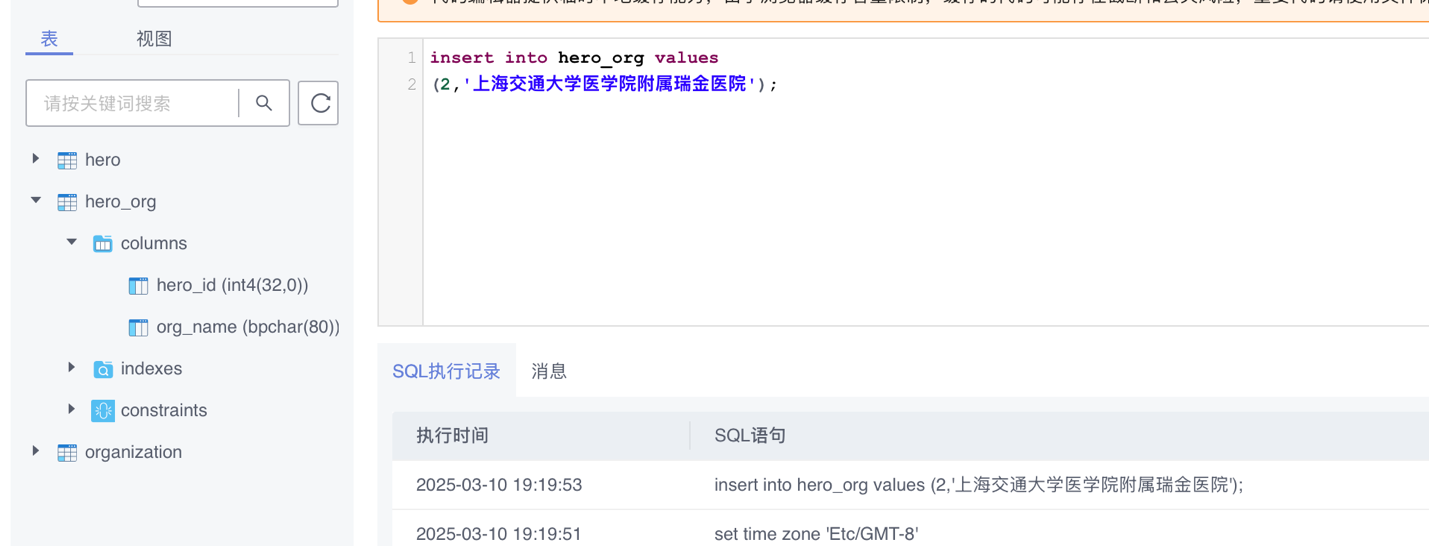 表 视图
请按关键词搜索
hero
hero_org
columns
hero_id (int4(32,0))
org_name (bpchar(80))
indexes
constraints
organization
1 insert into hero_org values
2 (2,'上海交通大学医学院附属瑞金医院');
SQL执行记录 消息
执行时间 SQL语句
2025-03-10 19:19:53 insert into hero_org values (2,'上海交通大学医学院附属瑞金医院');
2025-03-10 19:19:51 set time zone 'Etc/GMT-8'